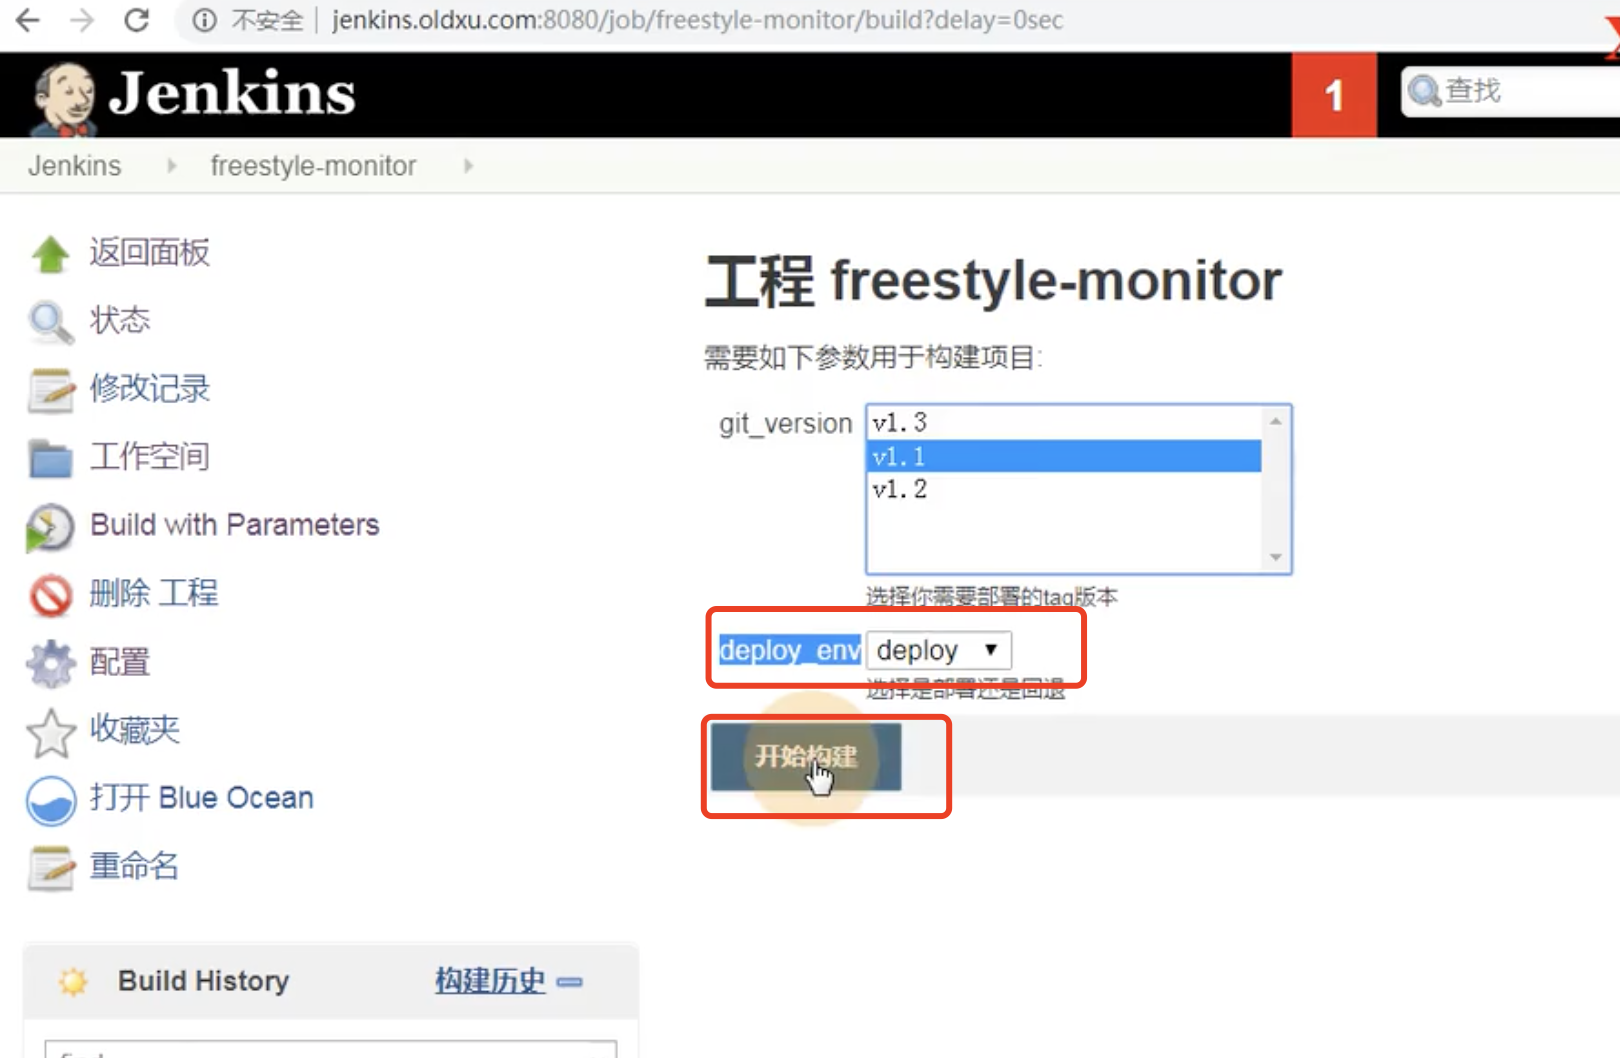 不安全 | jenkins.oldxu.com:8080/job/freestyle-monitor/build?delay=0sec
Jenkins
1
查找
Jenkins
freestyle-monitor
返回面板
状态
修改记录
工作空间
Build with Parameters
删除 工程
配置
收藏夹
打开 Blue Ocean
重命名
Build History
构建历史
工程 freestyle-monitor
需要如下参数用于构建项目:
git_version
v1.3
v1.1
v1.2
选择你需要部署的tag版本
deploy_env
deploy
选择是部署还是回退
开始构建